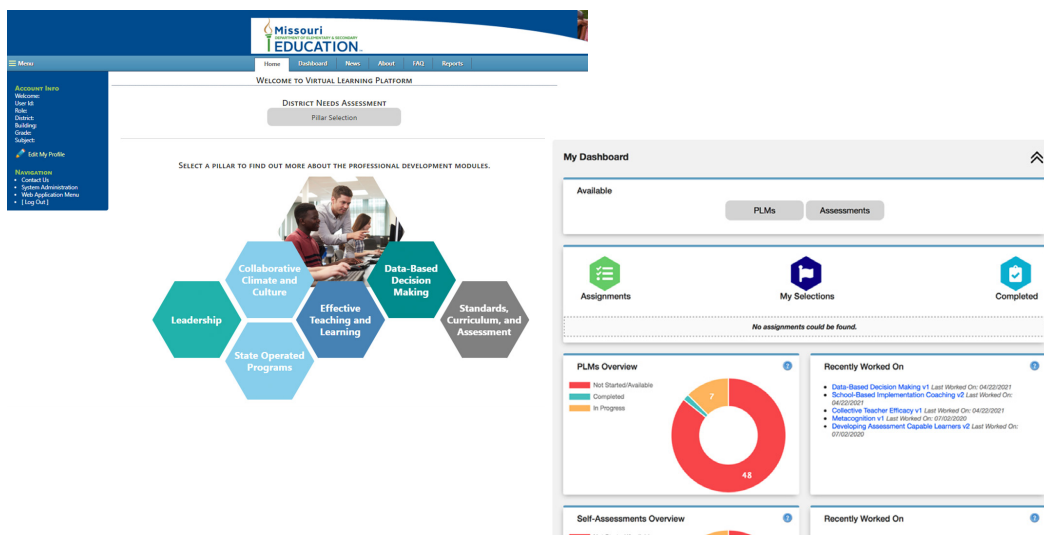 Missouri
DEPARTMENT OF ELEMENTARY & SECONDARY
EDUCATION
Menu
Home Dashboard News About FAQ Reports
WELCOME TO VIRTUAL LEARNING PLATFORM
ACCOUNT INFO
Welcome:
User Id:
Role:
District:
Building:
Grade:
Subject:
Edit My Profile
NAVIGATION
• Contact Us
• System Administration
• Web Application Menu
• [ Log Out ]
DISTRICT NEEDS ASSESSMENT
Pillar Selection
SELECT A PILLAR TO FIND OUT MORE ABOUT THE PROFESSIONAL DEVELOPMENT MODULES.
Collaborative
Climate and
Culture
Data-Based
Decision
Making
Leadership
Effective
Teaching and
Learning
Standards,
Curriculum, and
Assessment
State Operated
Programs
My Dashboard
Available
PLMs Assessments
Assignments My Selections Completed
No assignments could be found.
PLMs Overview
Not Started/Available
Completed
In Progress
7
48
Recently Worked On
• Data-Based Decision Making v1 Last Worked On: 04/22/2021
• School-Based Implementation Coaching v2 Last Worked On:
04/22/2021
• Collective Teacher Efficacy v1 Last Worked On: 04/22/2021
• Metacognition v1 Last Worked On: 07/02/2020
• Developing Assessment Capable Learners v2 Last Worked On:
07/02/2020
Self-Assessments Overview
Recently Worked On